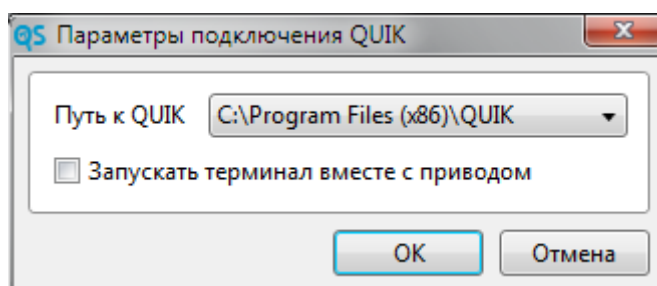 QS Параметры подключения QUIK
Путь к QUIK C:\Program Files (x86)\QUIK
Запускать терминал вместе с приводом
OK Отмена